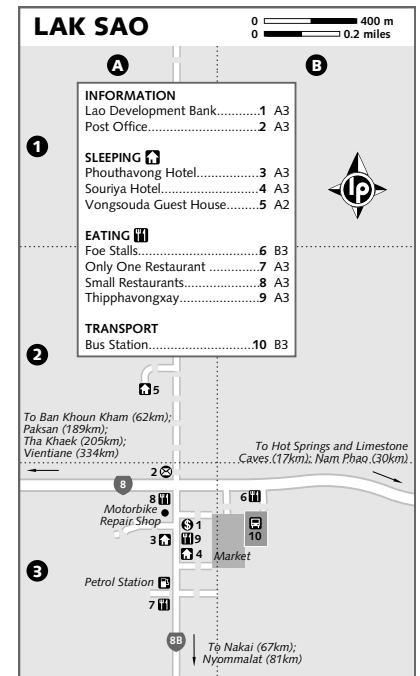 LAK SAO
0 400 m
0 0.2 miles
A B
1
INFORMATION
Lao Development Bank...........1 A3
Post Office............................2 A3
SLEEPING
Phouthavong Hotel................3 A3
Souriya Hotel........................4 A3
Vongsouda Guest House.........5 A2
EATING
Foe Stalls..............................6 B3
Only One Restaurant .............7 A3
Small Restaurants..................8 A3
Thipphavongxay....................9 A3
TRANSPORT
Bus Station..........................10 B3
lp
2
5
To Ban Khoun Kham (62km);
Paksan (189km);
Tha Khaek (205km);
Vientiane (334km)
To Hot Springs and Limestone
Caves (17km); Nam Phao (30km)
2
8
8
6
Motorbike
Repair Shop
$ 1
10
3
9
4
Market
3
Petrol Station
7
8B
To Nakai (67km);
Nyommalat (81km)